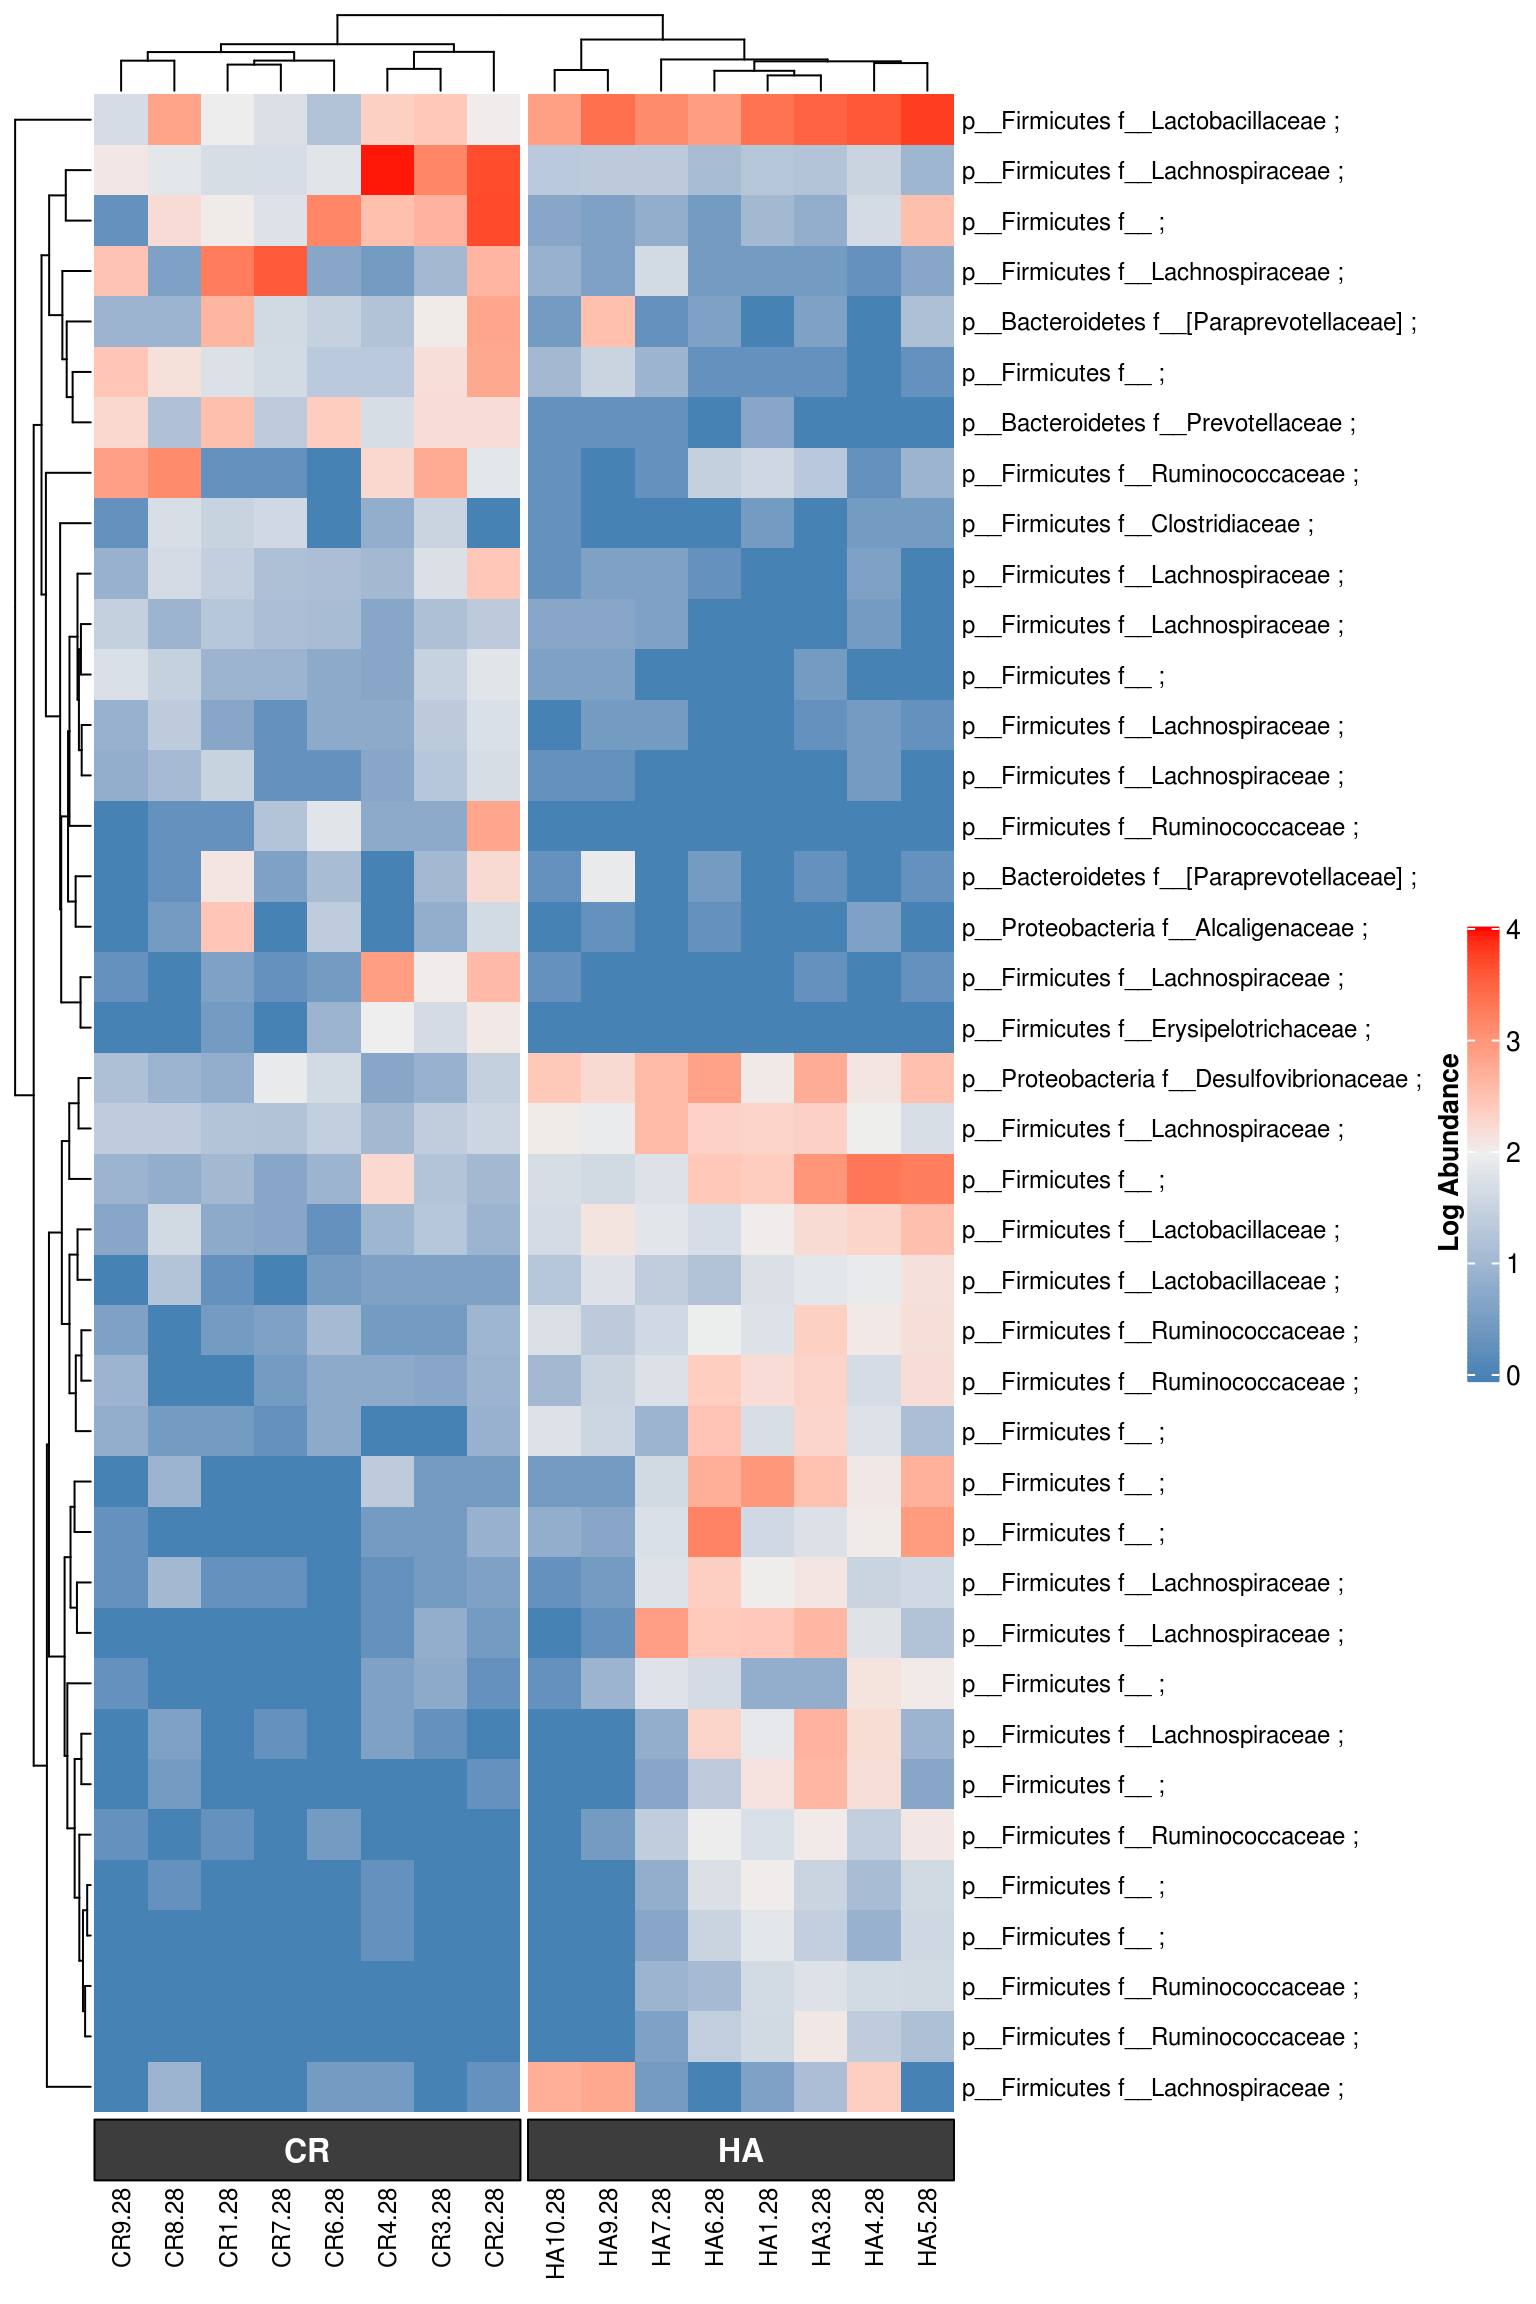 p__Firmicutes f__Lactobacillaceae ;
p__Firmicutes f__Lachnospiraceae ;
p__Firmicutes f__ ;
p__Firmicutes f__Lachnospiraceae ;
p__Bacteroidetes f__[Paraprevotellaceae] ;
p__Firmicutes f__ ;
p__Bacteroidetes f__Prevotellaceae ;
p__Firmicutes f__Ruminococcaceae ;
p__Firmicutes f__Clostridiaceae ;
p__Firmicutes f__Lachnospiraceae ;
p__Firmicutes f__Lachnospiraceae ;
p__Firmicutes f__ ;
p__Firmicutes f__Lachnospiraceae ;
p__Firmicutes f__Lachnospiraceae ;
p__Firmicutes f__Ruminococcaceae ;
p__Bacteroidetes f__[Paraprevotellaceae] ;
p__Proteobacteria f__Alcaligenaceae ;
p__Firmicutes f__Lachnospiraceae ;
p__Firmicutes f__Erysipelotrichaceae ;
p__Proteobacteria f__Desulfovibrionaceae ;
p__Firmicutes f__Lachnospiraceae ;
p__Firmicutes f__ ;
p__Firmicutes f__Lactobacillaceae ;
p__Firmicutes f__Lactobacillaceae ;
p__Firmicutes f__Ruminococcaceae ;
p__Firmicutes f__Ruminococcaceae ;
p__Firmicutes f__ ;
p__Firmicutes f__ ;
p__Firmicutes f__ ;
p__Firmicutes f__Lachnospiraceae ;
p__Firmicutes f__Lachnospiraceae ;
p__Firmicutes f__ ;
p__Firmicutes f__Lachnospiraceae ;
p__Firmicutes f__ ;
p__Firmicutes f__Ruminococcaceae ;
p__Firmicutes f__ ;
p__Firmicutes f__ ;
p__Firmicutes f__Ruminococcaceae ;
p__Firmicutes f__Ruminococcaceae ;
p__Firmicutes f__Lachnospiraceae ;
Log Abundance
4
3
2
1
0
CR
HA
CR9.28
CR8.28
CR1.28
CR7.28
CR6.28
CR4.28
CR3.28
CR2.28
HA10.28
HA9.28
HA7.28
HA6.28
HA1.28
HA3.28
HA4.28
HA5.28